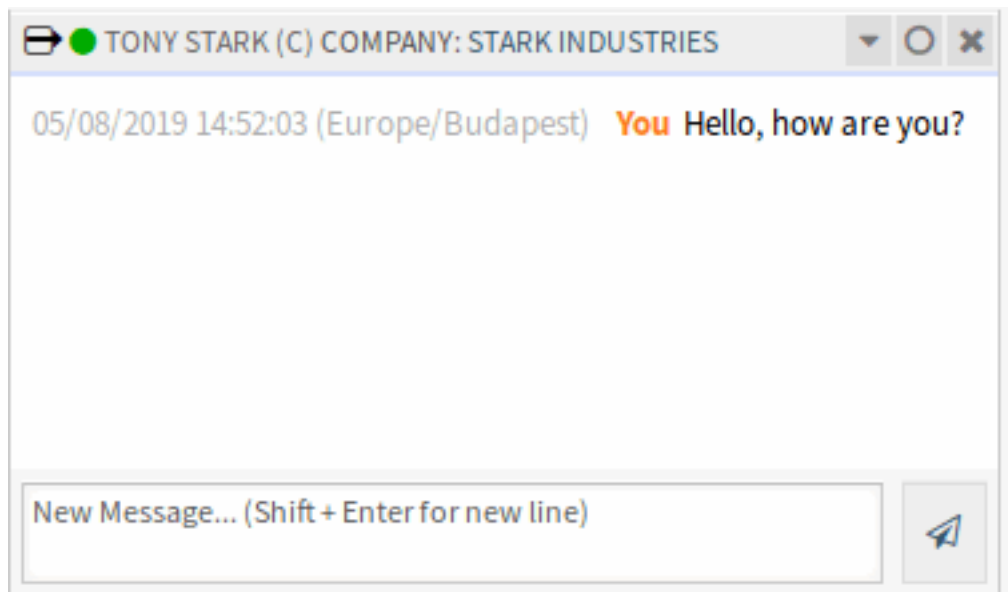 TONY STARK (C) COMPANY: STARK INDUSTRIES
05/08/2019 14:52:03 (Europe/Budapest) You Hello, how are you?
New Message... (Shift + Enter for new line)